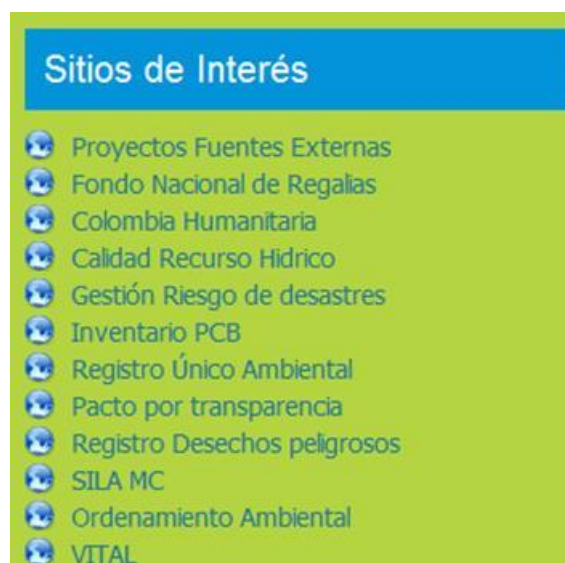 Sitios de Interés
Proyectos Fuentes Externas
Fondo Nacional de Regalias
Colombia Humanitaria
Calidad Recurso Hidrico
Gestión Riesgo de desastres
Inventario PCB
Registro Único Ambiental
Pacto por transparencia
Registro Desechos peligrosos
SILA MC
Ordenamiento Ambiental
VITAL